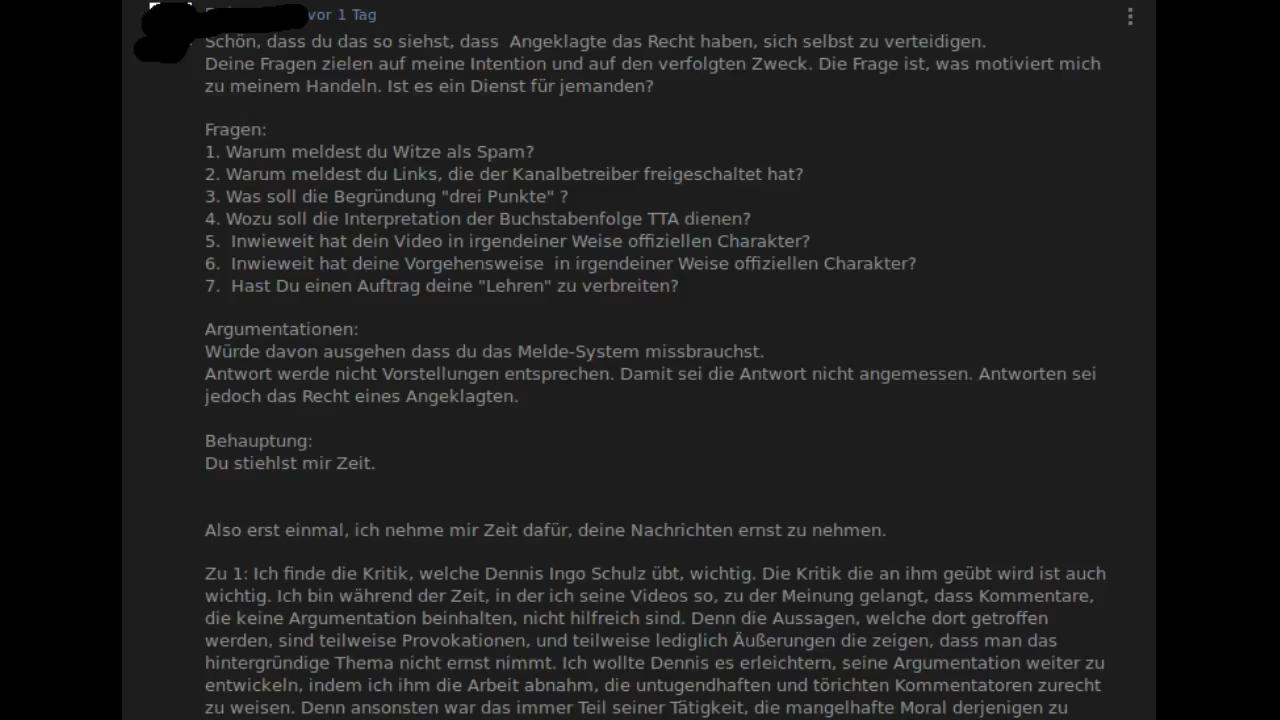 vor 1 Tag
Schön, dass du das so siehst, dass  Angeklagte das Recht haben, sich selbst zu verteidigen.
Deine Fragen zielen auf meine Intention und auf den verfolgten Zweck. Die Frage ist, was motiviert mich
zu meinem Handeln. Ist es ein Dienst für jemanden?
Fragen:
1. Warum meldest du Witze als Spam?
2. Warum meldest du Links, die der Kanalbetreiber freigeschaltet hat?
3. Was soll die Begründung "drei Punkte" ?
4. Wozu soll die Interpretation der Buchstabenfolge TTA dienen?
5.  Inwieweit hat dein Video in irgendeiner Weise offiziellen Charakter?
6.  Inwieweit hat deine Vorgehensweise  in irgendeiner Weise offiziellen Charakter?
7.  Hast Du einen Auftrag deine "Lehren" zu verbreiten?
Argumentationen:
Würde davon ausgehen dass du das Melde-System missbrauchst.
Antwort werde nicht Vorstellungen entsprechen. Damit sei die Antwort nicht angemessen. Antworten sei
jedoch das Recht eines Angeklagten.
Behauptung:
Du stiehlst mir Zeit.
Also erst einmal, ich nehme mir Zeit dafür, deine Nachrichten ernst zu nehmen.
Zu 1: Ich finde die Kritik, welche Dennis Ingo Schulz übt, wichtig. Die Kritik die an ihm geübt wird ist auch
wichtig. Ich bin während der Zeit, in der ich seine Videos so, zu der Meinung gelangt, dass Kommentare,
die keine Argumentation beinhalten, nicht hilfreich sind. Denn die Aussagen, welche dort getroffen
werden, sind teilweise Provokationen, und teilweise lediglich Äußerungen die zeigen, dass man das
hintergründige Thema nicht ernst nimmt. Ich wollte Dennis es erleichtern, seine Argumentation weiter zu
entwickeln, indem ich ihm die Arbeit abnahm, die untugendhaften und törichten Kommentatoren zurecht
zu weisen. Denn ansonsten war das immer Teil seiner Tätigkeit, die mangelhafte Moral derjenigen zu